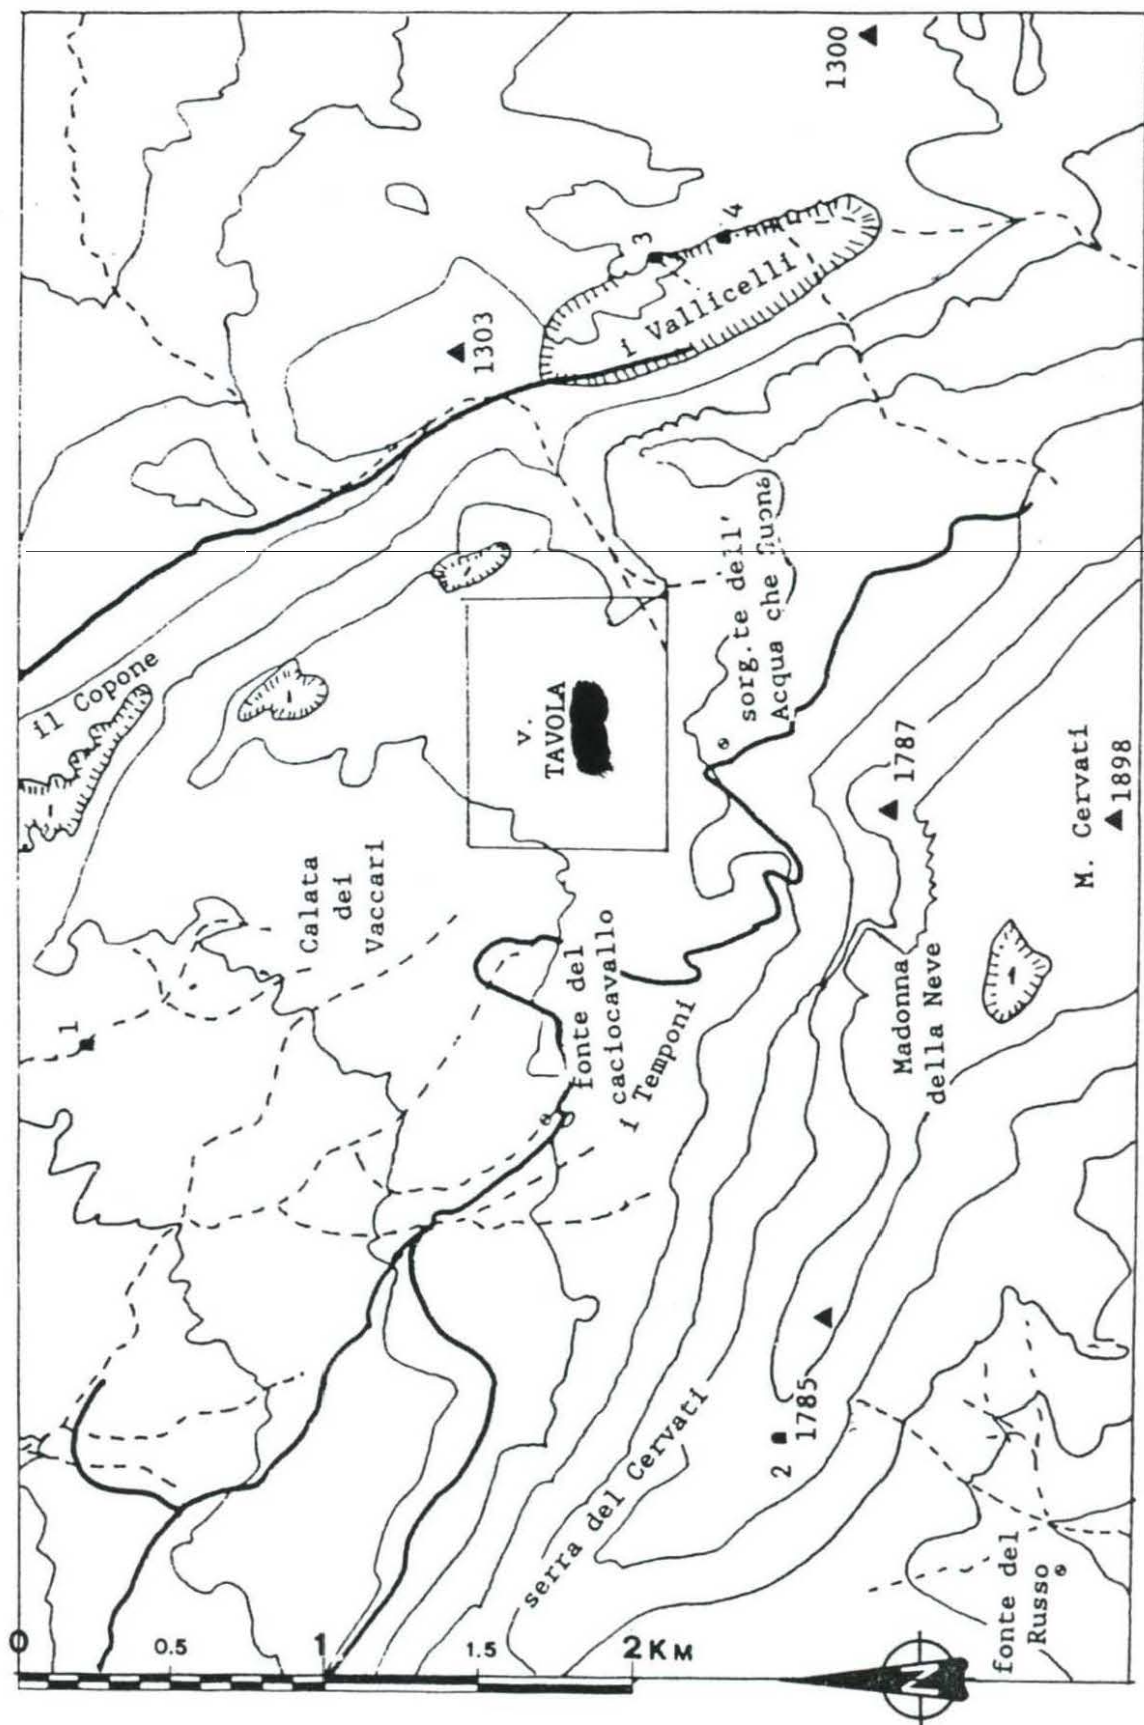 1300
3
4
i Vallicelli
1303
il Copone
sorg.te dell'
Acqua che Suona
v.
TAVOLA
1787
M. Cervati
1898
Calata
dei
Vaccari
1
fonte del
caciocavallo
i Temponi
Madonna
della Neve
2
1785
serra del Cervati
fonte del
Russo
0
0.5
1
1.5
2 KM
N